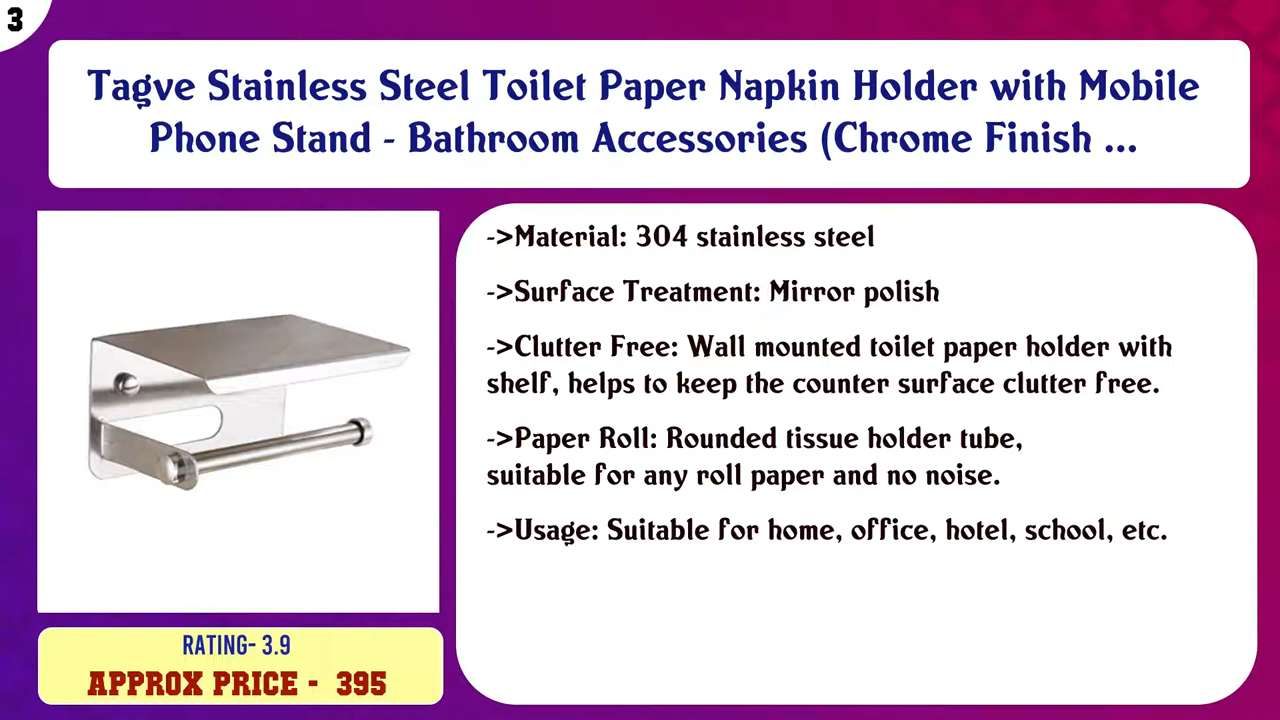 3
Tagve Stainless Steel Toilet Paper Napkin Holder with Mobile
Phone Stand - Bathroom Accessories (Chrome Finish ...
->Material: 304 stainless steel
->Surface Treatment: Mirror polish
->Clutter Free: Wall mounted toilet paper holder with
shelf, helps to keep the counter surface clutter free.
->Paper Roll: Rounded tissue holder tube,
suitable for any roll paper and no noise.
->Usage: Suitable for home, office, hotel, school, etc.
RATING- 3.9
APPROX PRICE - 395